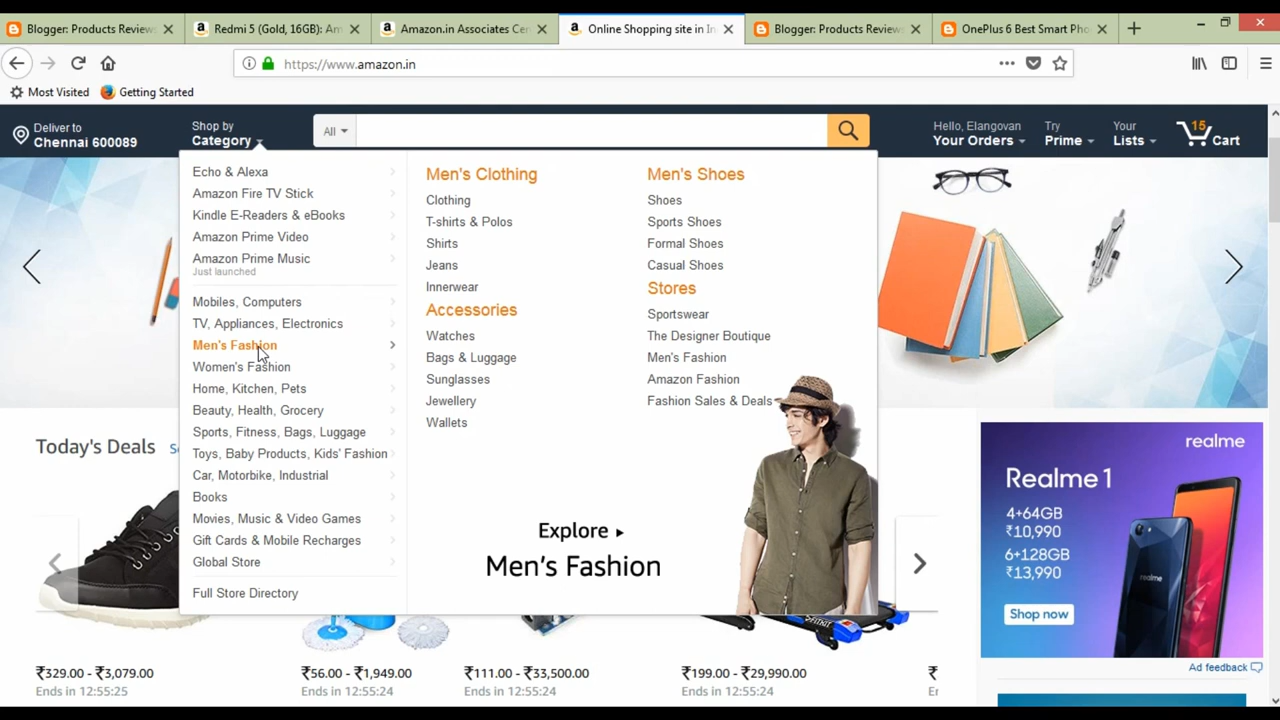 Blogger: Products Reviews
Redmi 5 (Gold, 16GB): Am
Amazon.in Associates Cen
Online Shopping site in In
Blogger: Products Reviews
OnePlus 6 Best Smart Pho
https://www.amazon.in
Most Visited
Getting Started
Deliver to
Chennai 600089
Shop by
Category
All
Hello, Elangovan
Your Orders
Try
Prime
Your
Lists
15
Cart
Echo & Alexa
Amazon Fire TV Stick
Kindle E-Readers & eBooks
Amazon Prime Video
Amazon Prime Music
Just launched
Mobiles, Computers
TV, Appliances, Electronics
Men's Fashion
Women's Fashion
Home, Kitchen, Pets
Beauty, Health, Grocery
Sports, Fitness, Bags, Luggage
Toys, Baby Products, Kids' Fashion
Car, Motorbike, Industrial
Books
Movies, Music & Video Games
Gift Cards & Mobile Recharges
Global Store
Full Store Directory
Men's Clothing
Clothing
T-shirts & Polos
Shirts
Jeans
Innerwear
Accessories
Watches
Bags & Luggage
Sunglasses
Jewellery
Wallets
Men's Shoes
Shoes
Sports Shoes
Formal Shoes
Casual Shoes
Stores
Sportswear
The Designer Boutique
Men's Fashion
Amazon Fashion
Fashion Sales & Deals
Explore
Men's Fashion
Today's Deals
₹329.00 - ₹3,079.00
Ends in 12:55:25
₹56.00 - ₹1,949.00
Ends in 12:55:24
₹111.00 - ₹33,500.00
Ends in 12:55:24
₹199.00 - ₹29,990.00
Ends in 12:55:24
₹
realme
Realme 1
4+64GB
₹10,990
6+128GB
₹13,990
realme
Shop now
Ad feedback